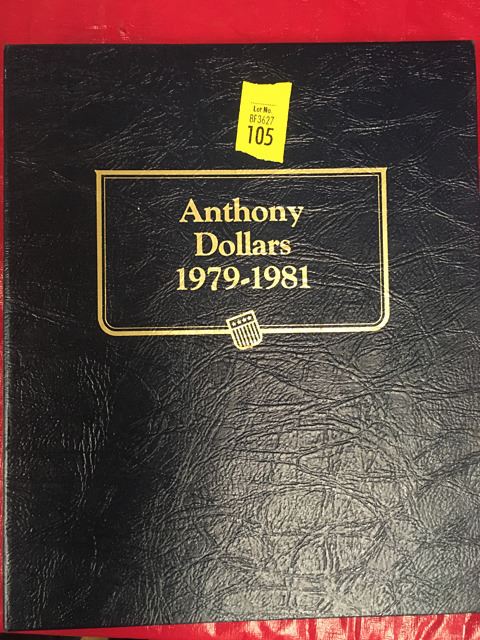 Lot No.
BF3627
105
Anthony
Dollars
1979-1981